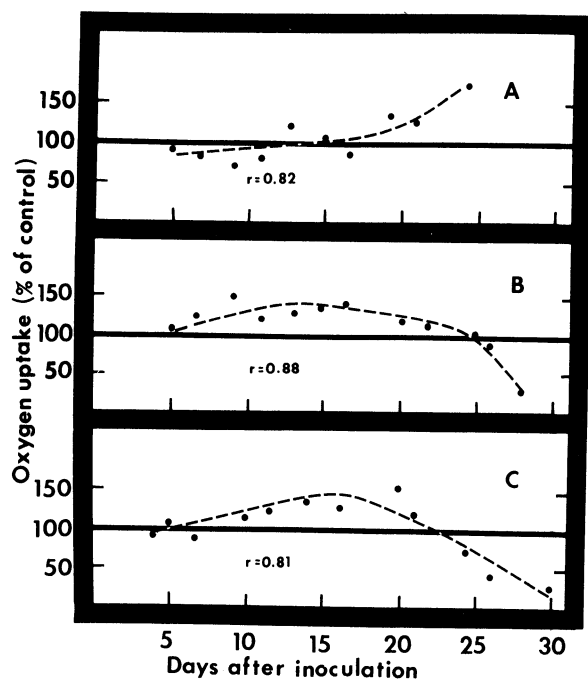 Oxygen uptake (% of control)
A
150
100
50
r=0.82
B
150
100
50
r=0.88
C
150
100
50
r=0.81
5 10 15 20 25 30
Days after inoculation